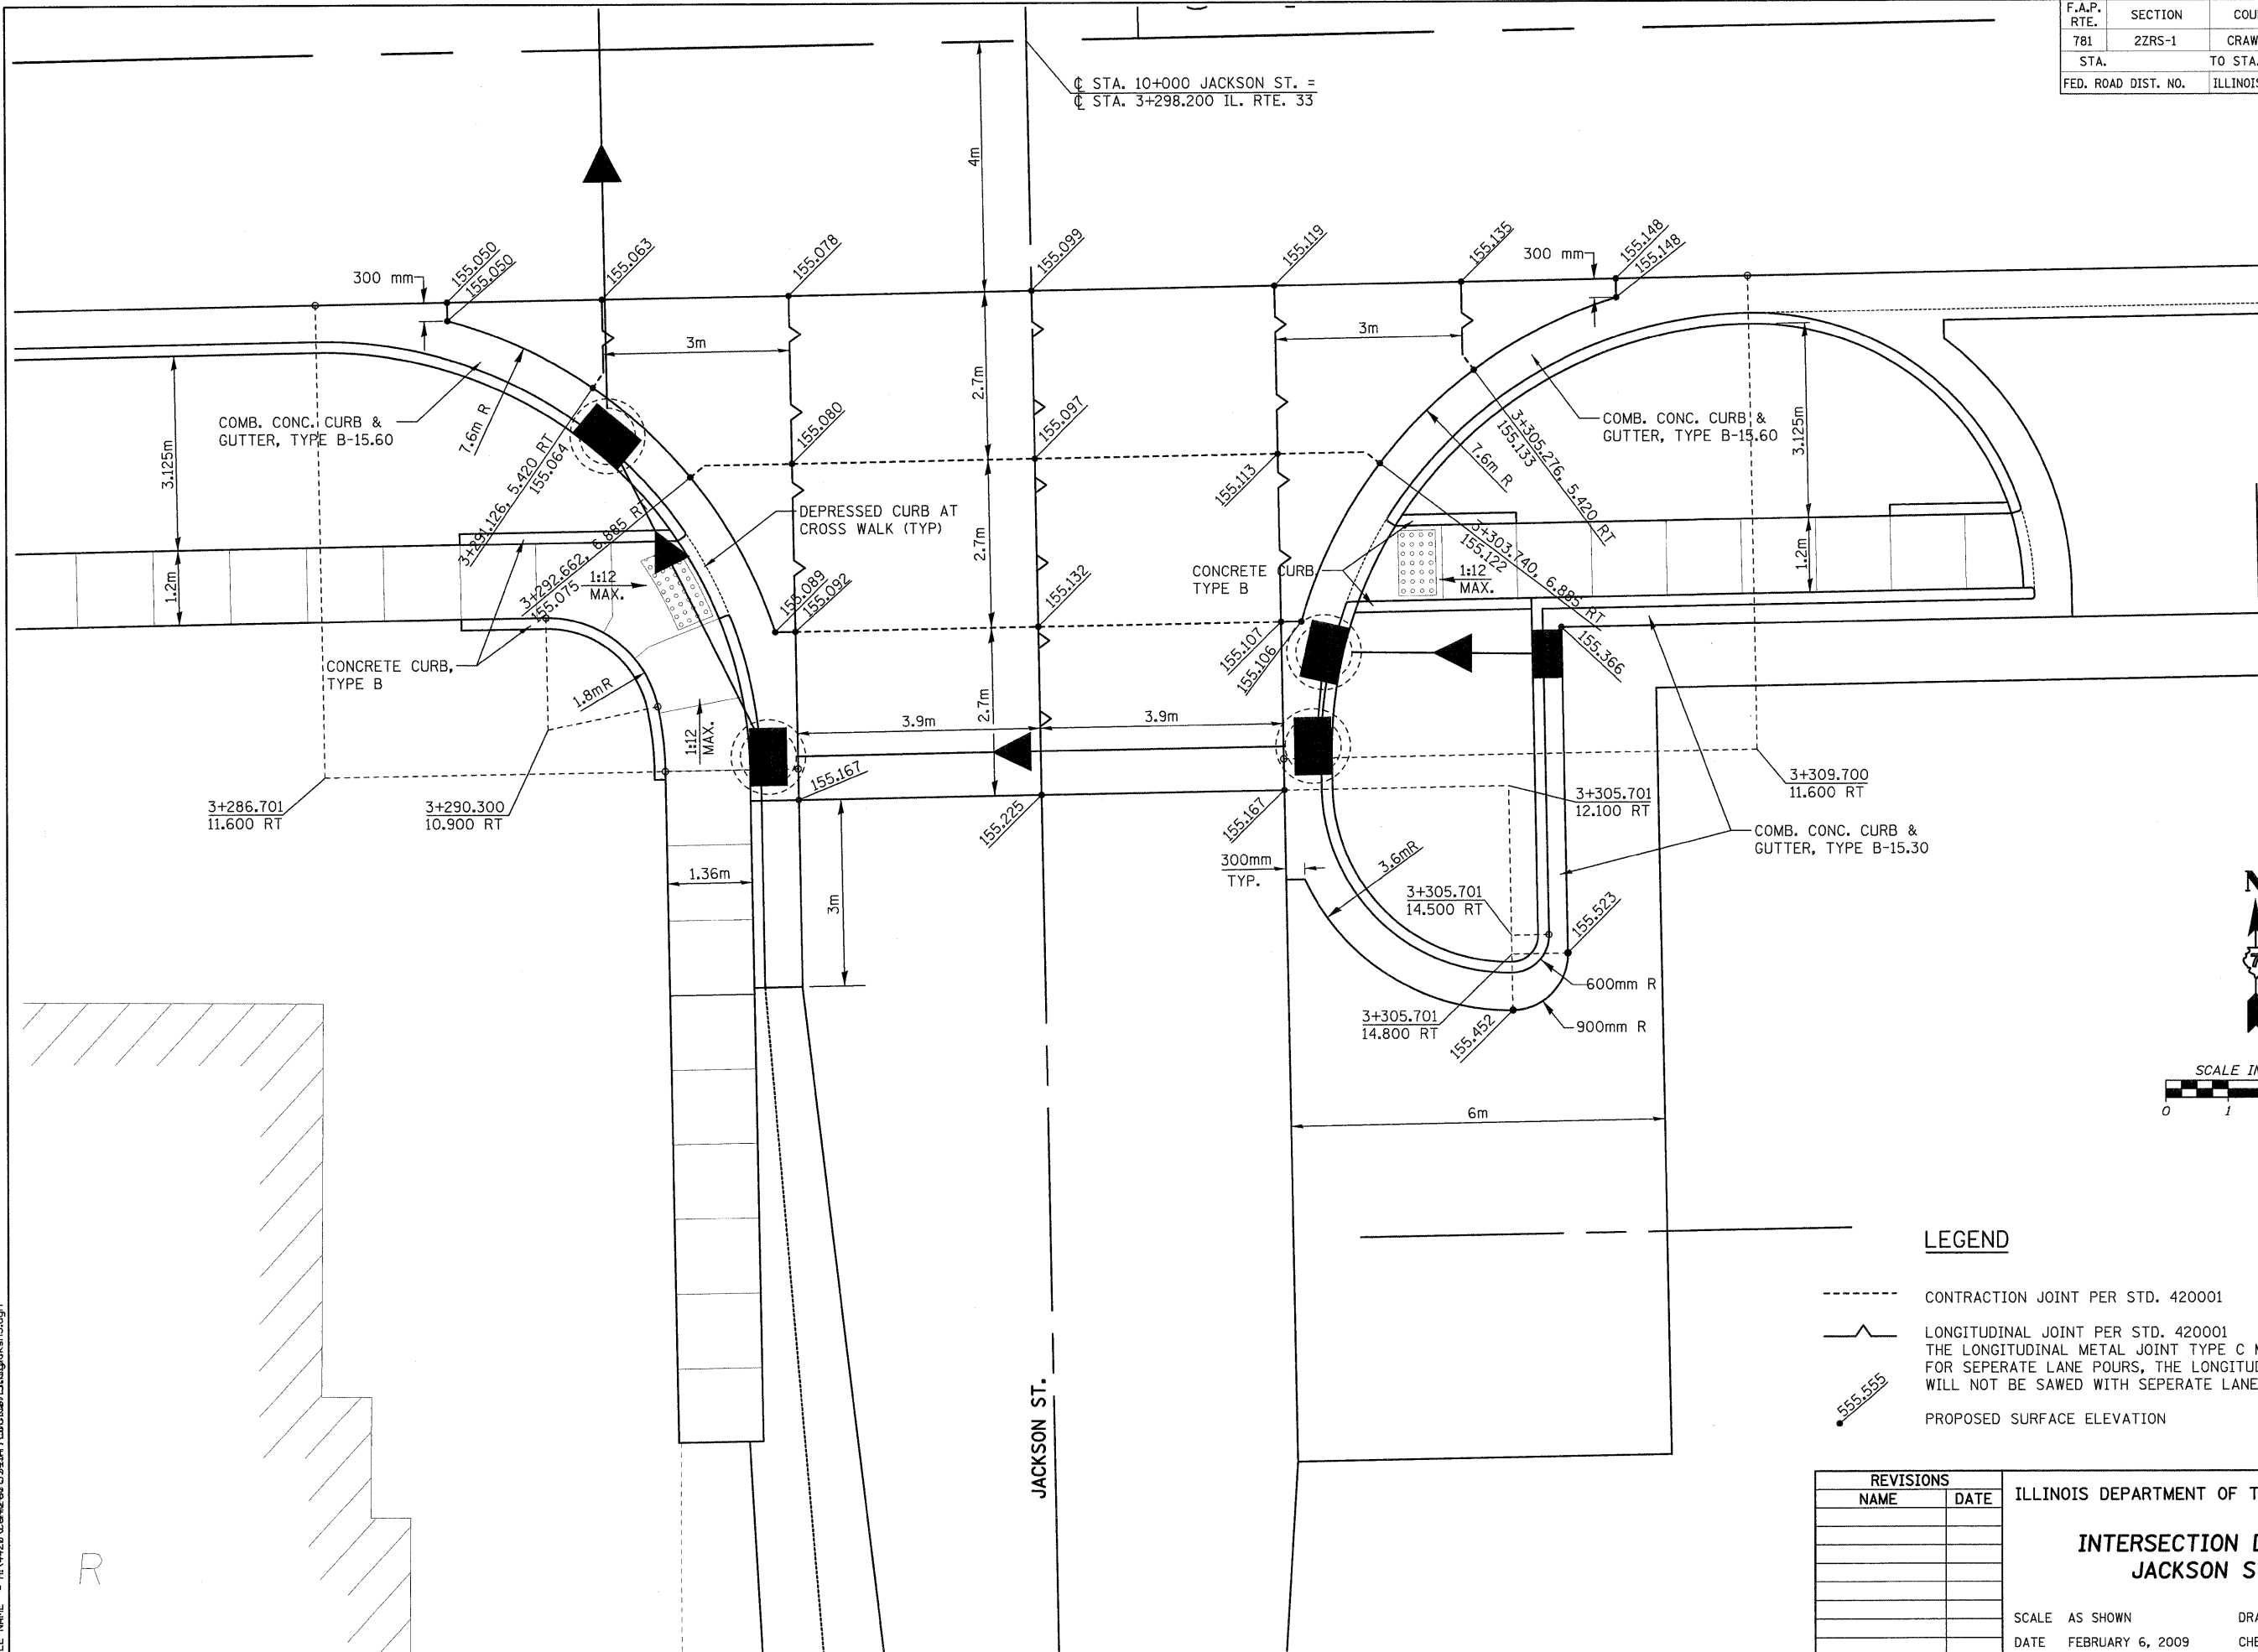 F.A.P. RTE. SECTION COU
781 2ZRS-1 CRAW
STA. TO STA.
FED. ROAD DIST. NO. ILLINOIS
℄ STA. 10+000 JACKSON ST. =
℄ STA. 3+298.200 IL. RTE. 33
4m
300 mm
155.050
155.050
155.063
155.078
155.099
155.119
155.135
300 mm
155.148
155.148
3m
3m
2.7m
COMB. CONC. CURB &
GUTTER, TYPE B-15.60
7.6m R
3.125m
3+291.126, 5.420 RT
155.064
155.080
155.097
155.113
7.6m R
3+305.276, 5.420 RT
155.133
COMB. CONC. CURB &
GUTTER, TYPE B-15.60
3.125m
DEPRESSED CURB AT
CROSS WALK (TYP)
2.7m
1.2m
3+292.662, 6.885 RT
155.075
1:12
MAX.
155.089
155.092
155.132
CONCRETE CURB
TYPE B
1:12
MAX.
3+303.740, 6.885 RT
155.122
1.2m
CONCRETE CURB,
TYPE B
1.8mR
1:12
MAX.
155.107
155.106
155.366
2.7m
3.9m
3.9m
3+286.701
11.600 RT
3+290.300
10.900 RT
155.167
155.225
155.167
3+305.701
12.100 RT
3+309.700
11.600 RT
COMB. CONC. CURB &
GUTTER, TYPE B-15.30
1.36m
3m
300mm
TYP.
3.6mR
3+305.701
14.500 RT
155.523
600mm R
900mm R
3+305.701
14.800 RT
155.452
N
SCALE IN
0 1
6m
JACKSON ST.
R
LEGEND
CONTRACTION JOINT PER STD. 420001
LONGITUDINAL JOINT PER STD. 420001
THE LONGITUDINAL METAL JOINT TYPE C
FOR SEPERATE LANE POURS, THE LONGITUD
WILL NOT BE SAWED WITH SEPERATE LANE
555.555
PROPOSED SURFACE ELEVATION
REVISIONS
NAME DATE
ILLINOIS DEPARTMENT OF T
INTERSECTION D
JACKSON S
SCALE AS SHOWN DRA
DATE FEBRUARY 6, 2009 CHE